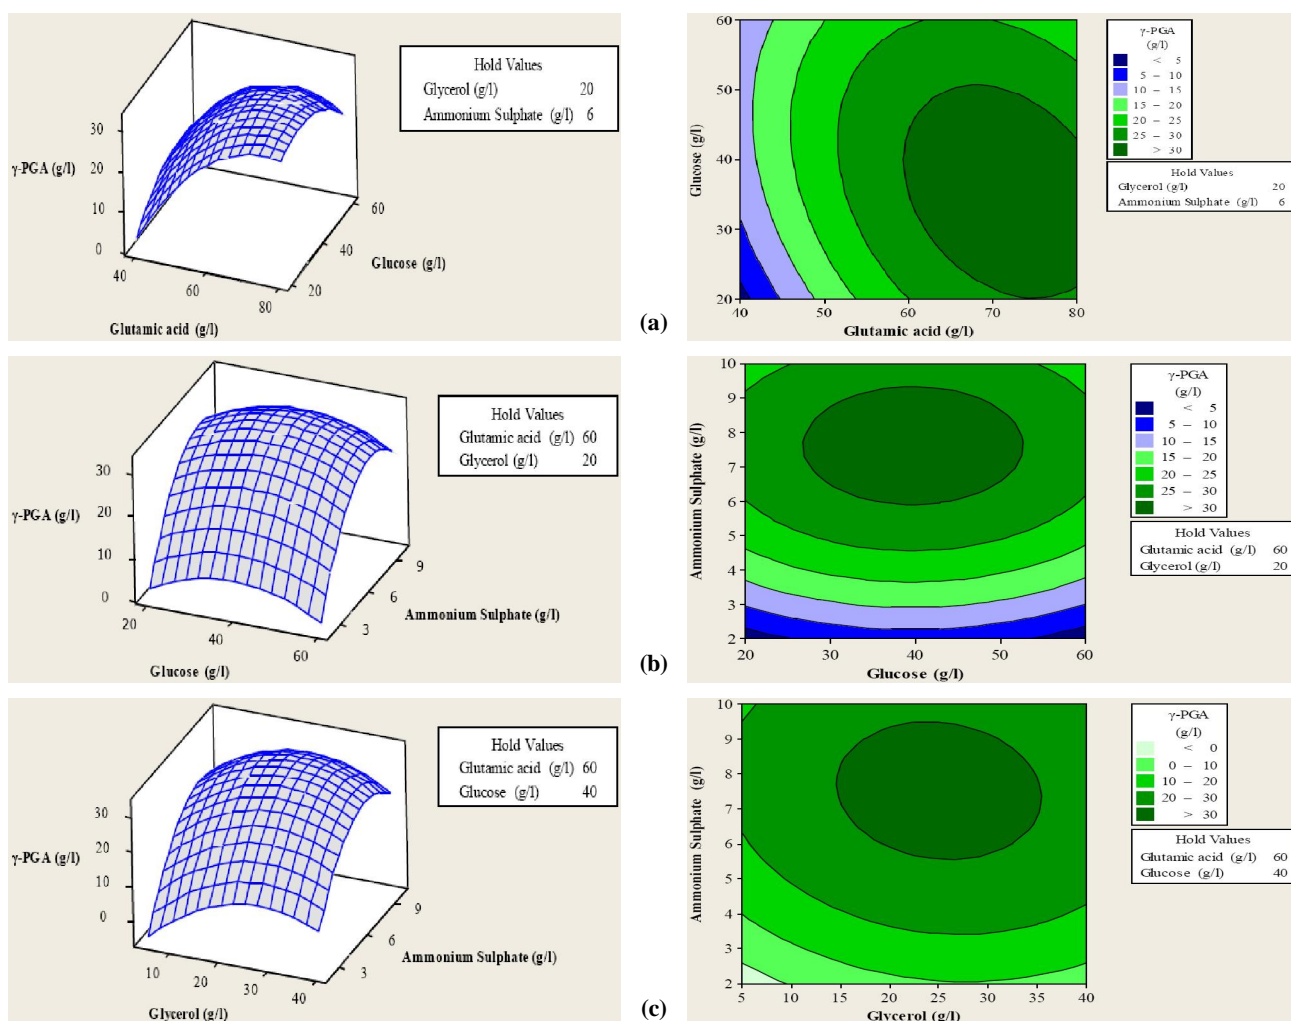 Hold Values
Glycerol (g/l) 20
Ammonium Sulphate (g/l) 6
30
20
10
0
γ-PGA (g/l)
40
60
80
Glutamic acid (g/l)
20
40
60
Glucose (g/l)
(a)
60
50
40
30
20
Glucose (g/l)
40 50 60 70 80
Glutamic acid (g/l)
γ-PGA
(g/l)
< 5
5 – 10
10 – 15
15 – 20
20 – 25
25 – 30
> 30
Hold Values
Glycerol (g/l) 20
Ammonium Sulphate (g/l) 6
Hold Values
Glutamic acid (g/l) 60
Glycerol (g/l) 20
30
20
10
0
γ-PGA (g/l)
20
40
60
Glucose (g/l)
3
6
9
Ammonium Sulphate (g/l)
(b)
10
9
8
7
6
5
4
3
2
Ammonium Sulphate (g/l)
20 30 40 50 60
Glucose (g/l)
γ-PGA
(g/l)
< 5
5 – 10
10 – 15
15 – 20
20 – 25
25 – 30
> 30
Hold Values
Glutamic acid (g/l) 60
Glycerol (g/l) 20
Hold Values
Glutamic acid (g/l) 60
Glucose (g/l) 40
30
20
10
0
γ-PGA (g/l)
10
20
30
40
Glycerol (g/l)
3
6
9
Ammonium Sulphate (g/l)
(c)
10
9
8
7
6
5
4
3
2
Ammonium Sulphate (g/l)
5 10 15 20 25 30 35 40
Glycerol (g/l)
γ-PGA
(g/l)
< 0
0 – 10
10 – 20
20 – 30
> 30
Hold Values
Glutamic acid (g/l) 60
Glucose (g/l) 40